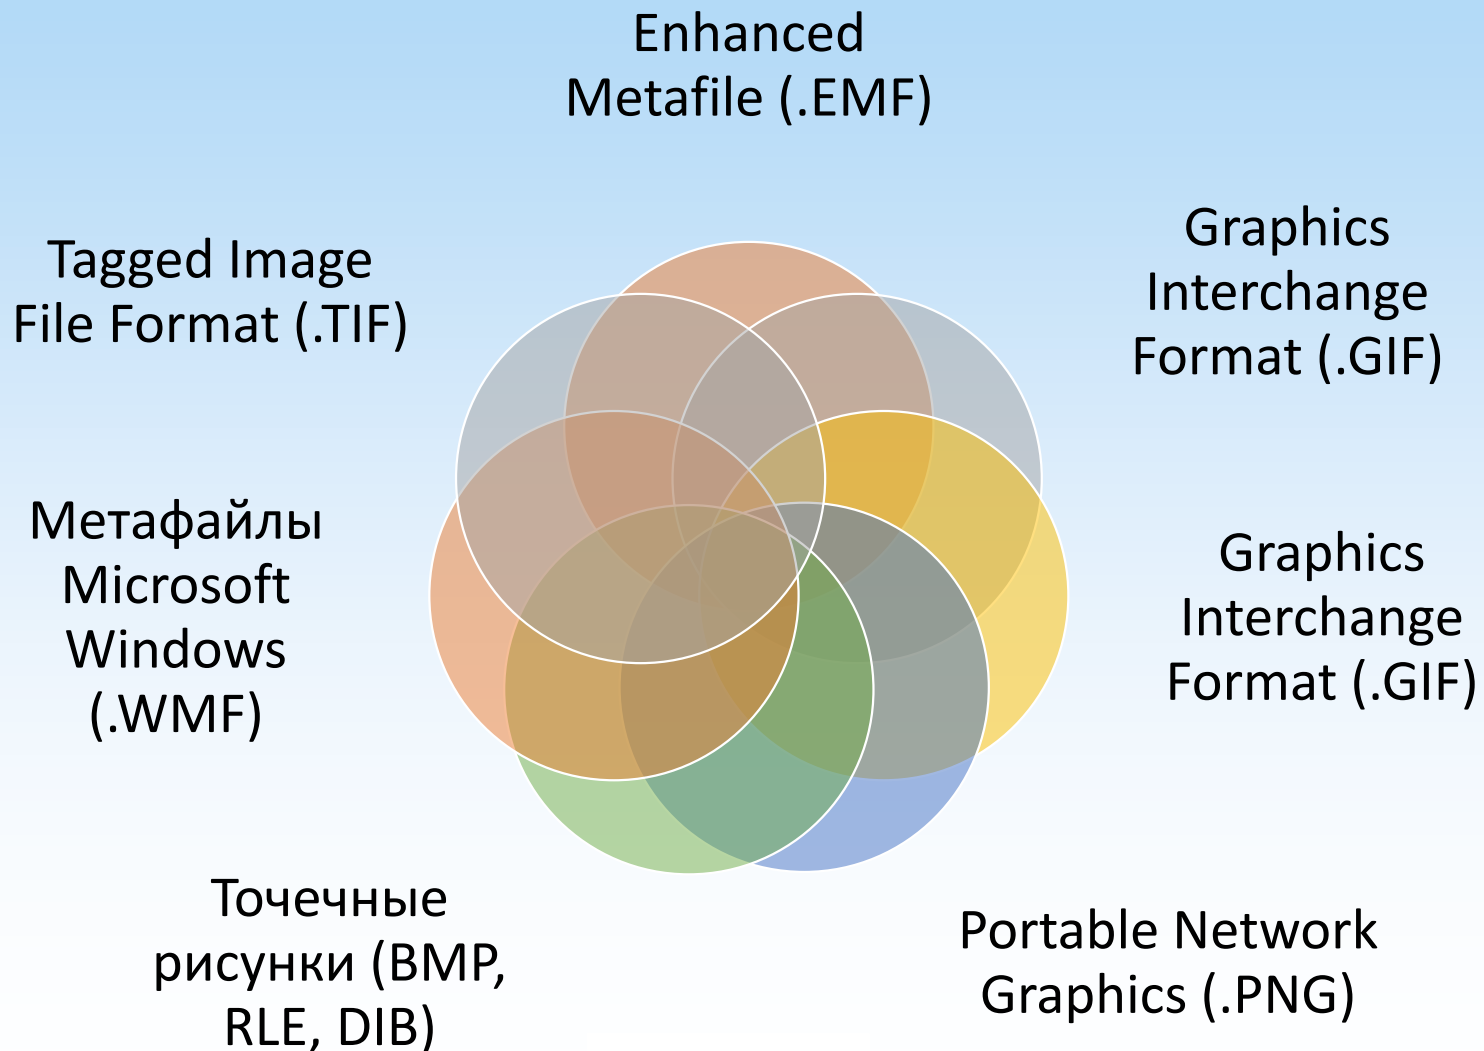 Enhanced
Metafile (.EMF)
Graphics
Interchange
Format (.GIF)
Graphics
Interchange
Format (.GIF)
Portable Network
Graphics (.PNG)
Точечные
рисунки (BMP,
RLE, DIB)
Метафайлы
Microsoft
Windows
(.WMF)
Tagged Image
File Format (.TIF)